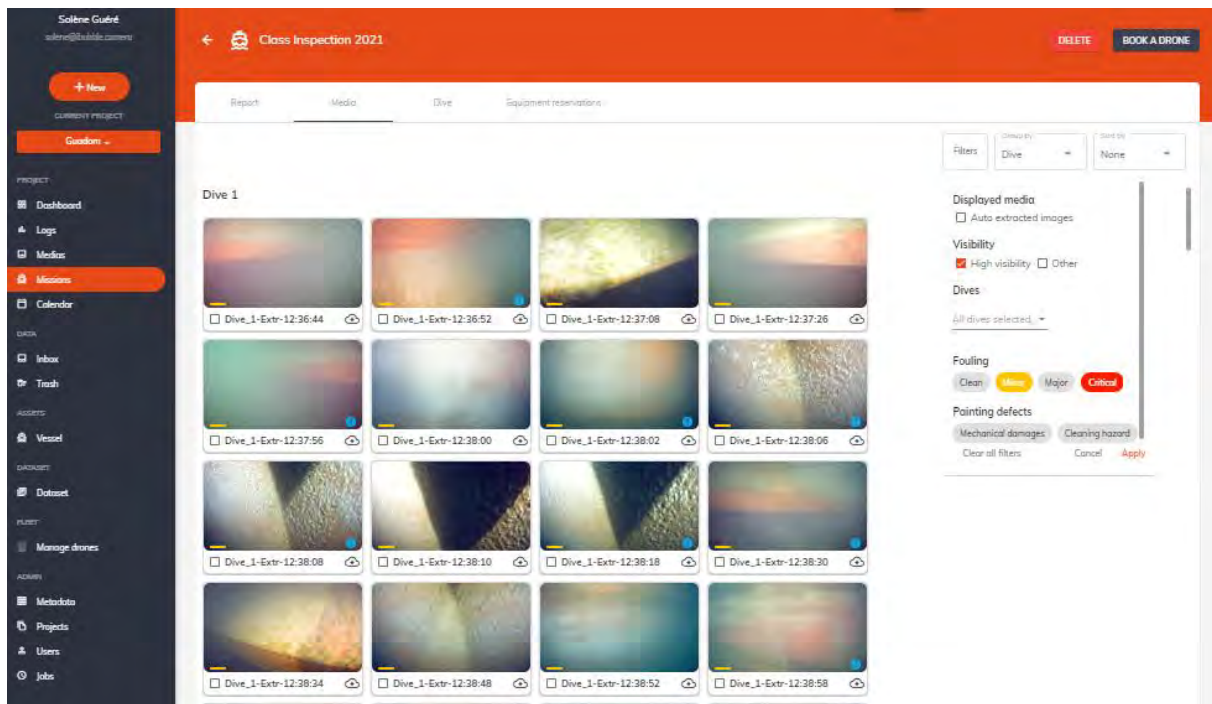 Solène Guéré
Class Inspection 2021
DELETE
BOOK A DRONE
+ New
CURRENT PROJECT
Guadom
Report
Media
Dive
Equipment reservations
Filters
Group by
Dive
Sort by
None
PROJECT
Dashboard
Logs
Medias
Missions
Calendar
DATA
Inbox
Trash
ASSETS
Vessel
DATASET
Dataset
FLEET
Manage drones
ADMIN
Metadata
Projects
Users
Jobs
Dive 1
Dive_1-Extr-12:36:44
Dive_1-Extr-12:36:52
Dive_1-Extr-12:37:08
Dive_1-Extr-12:37:26
Dive_1-Extr-12:37:56
Dive_1-Extr-12:38:00
Dive_1-Extr-12:38:02
Dive_1-Extr-12:38:06
Dive_1-Extr-12:38:08
Dive_1-Extr-12:38:10
Dive_1-Extr-12:38:18
Dive_1-Extr-12:38:30
Dive_1-Extr-12:38:34
Dive_1-Extr-12:38:48
Dive_1-Extr-12:38:52
Dive_1-Extr-12:38:58
Displayed media
Auto extracted images
Visibility
High visibility
Other
Dives
All dives selected
Fouling
Clean
Minor
Major
Critical
Painting defects
Mechanical damages
Cleaning hazard
Clear all filters
Cancel
Apply